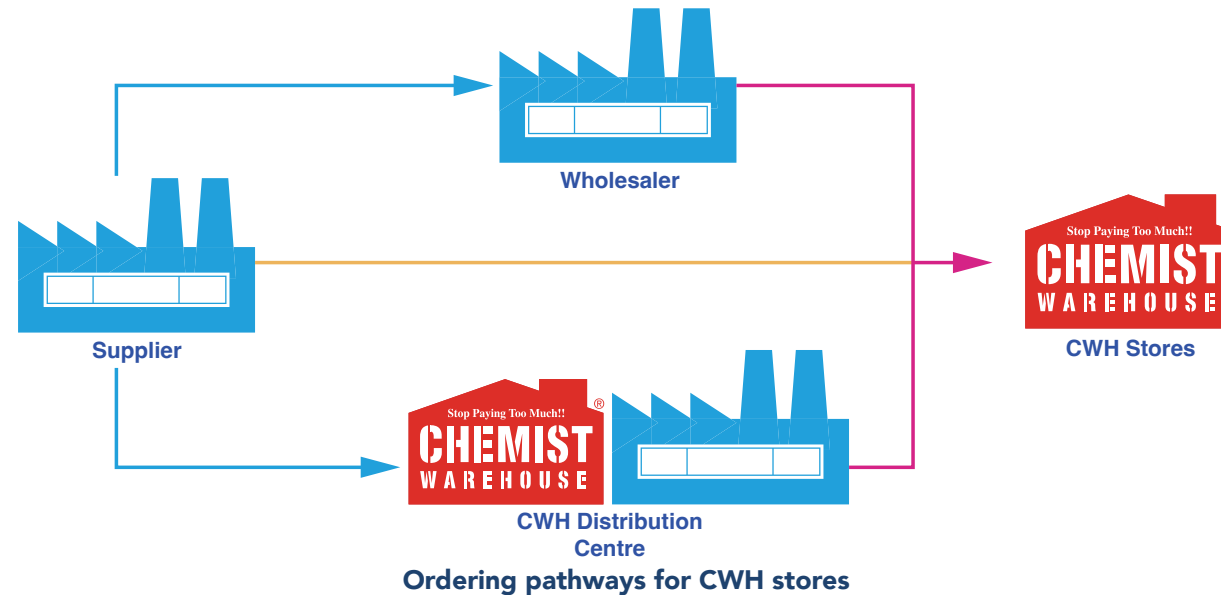 Wholesaler
Supplier
Stop Paying Too Much!!
CHEMIST
WAREHOUSE
CWH Stores
Stop Paying Too Much!!
®
CHEMIST
WAREHOUSE
CWH Distribution
Centre
Ordering pathways for CWH stores